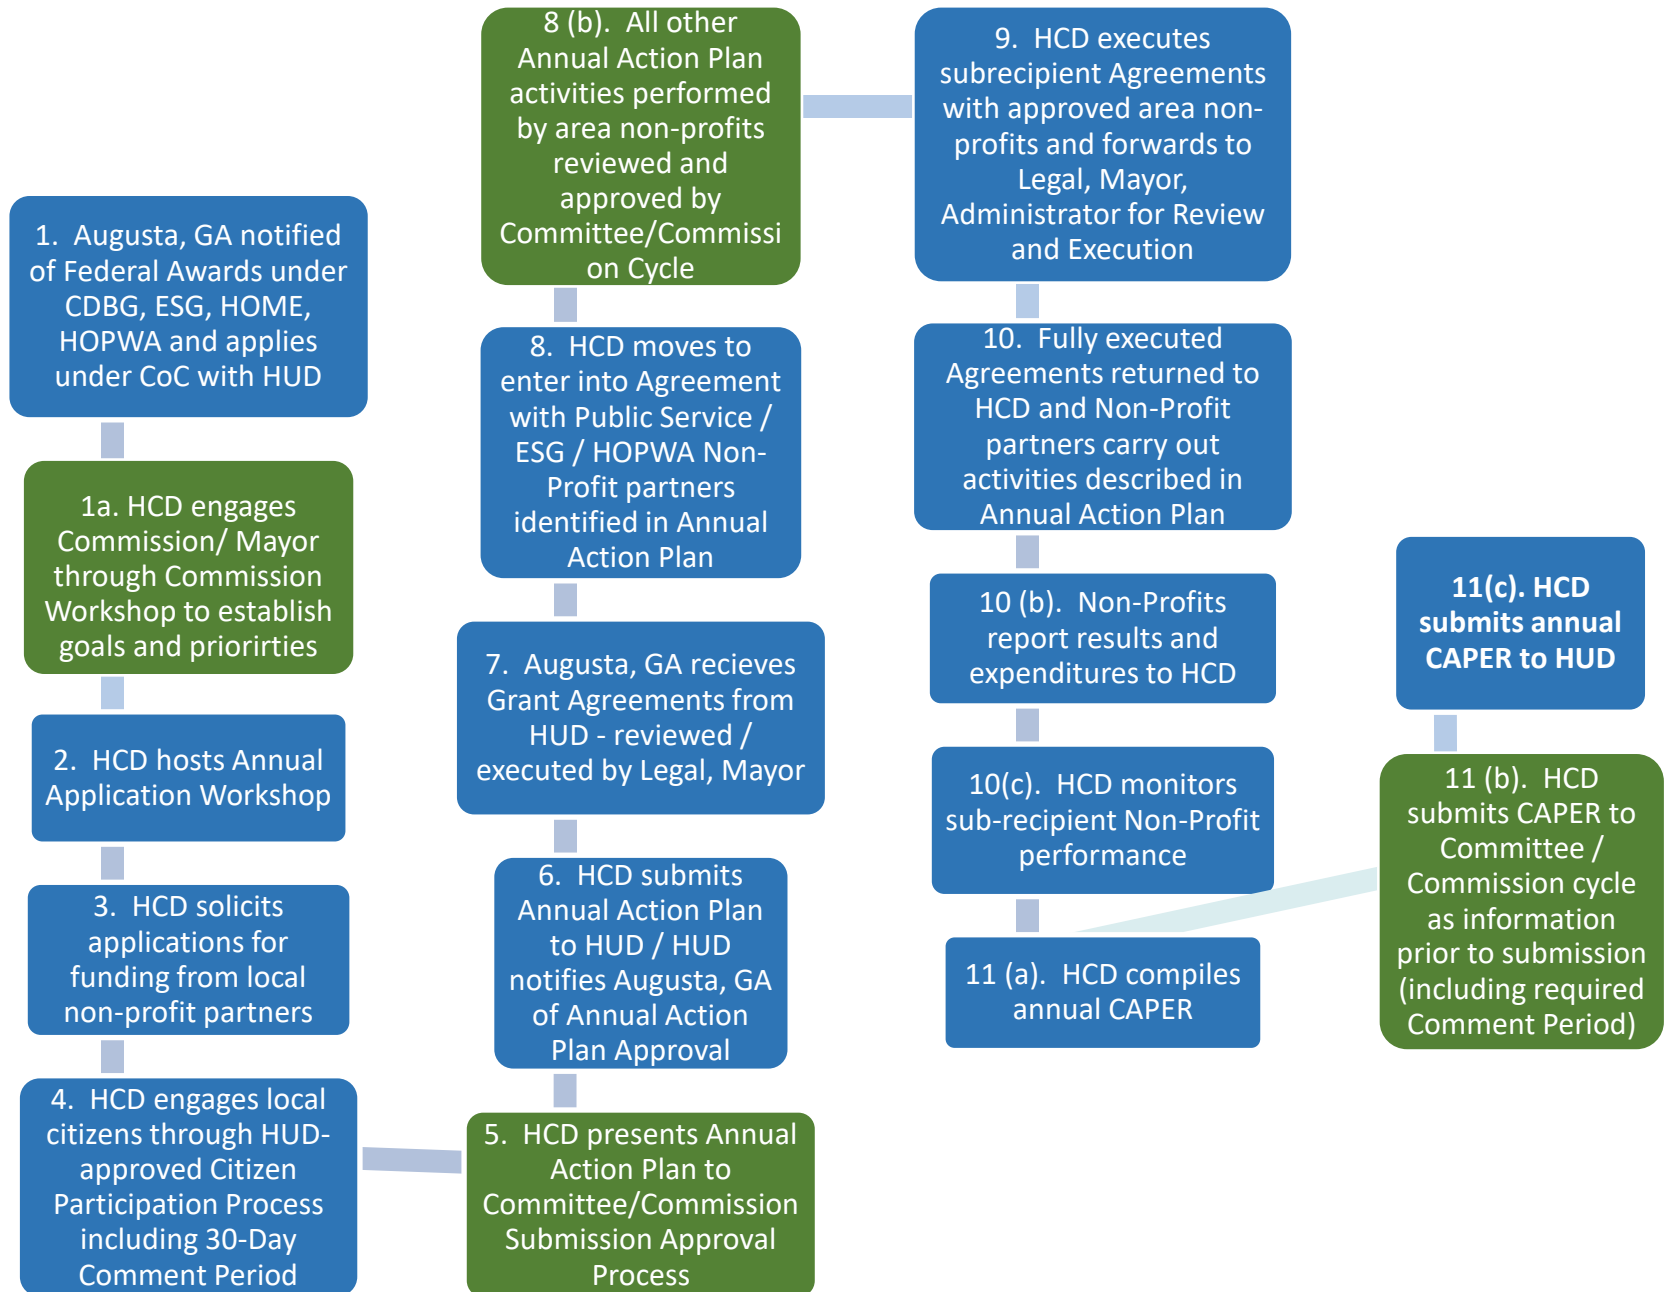 1. Augusta, GA notified
of Federal Awards under
CDBG, ESG, HOME,
HOPWA and applies
under CoC with HUD
1a. HCD engages
Commission/ Mayor
through Commission
Workshop to establish
goals and priorirties
2. HCD hosts Annual
Application Workshop
3. HCD solicits
applications for
funding from local
non-profit partners
4. HCD engages local
citizens through HUD-
approved Citizen
Participation Process
including 30-Day
Comment Period
5. HCD presents Annual
Action Plan to
Committee/Commission
Submission Approval
Process
6. HCD submits
Annual Action Plan
to HUD / HUD
notifies Augusta, GA
of Annual Action
Plan Approval
7. Augusta, GA recieves
Grant Agreements from
HUD - reviewed /
executed by Legal, Mayor
8. HCD moves to
enter into Agreement
with Public Service /
ESG / HOPWA Non-
Profit partners
identified in Annual
Action Plan
8 (b). All other
Annual Action Plan
activities performed
by area non-profits
reviewed and
approved by
Committee/Commissi
on Cycle
9. HCD executes
subrecipient Agreements
with approved area non-
profits and forwards to
Legal, Mayor,
Administrator for Review
and Execution
10. Fully executed
Agreements returned to
HCD and Non-Profit
partners carry out
activities described in
Annual Action Plan
10 (b). Non-Profits
report results and
expenditures to HCD
10(c). HCD monitors
sub-recipient Non-Profit
performance
11 (a). HCD compiles
annual CAPER
11 (b). HCD
submits CAPER to
Committee /
Commission cycle
as information
prior to submission
(including required
Comment Period)
11(c). HCD
submits annual
CAPER to HUD